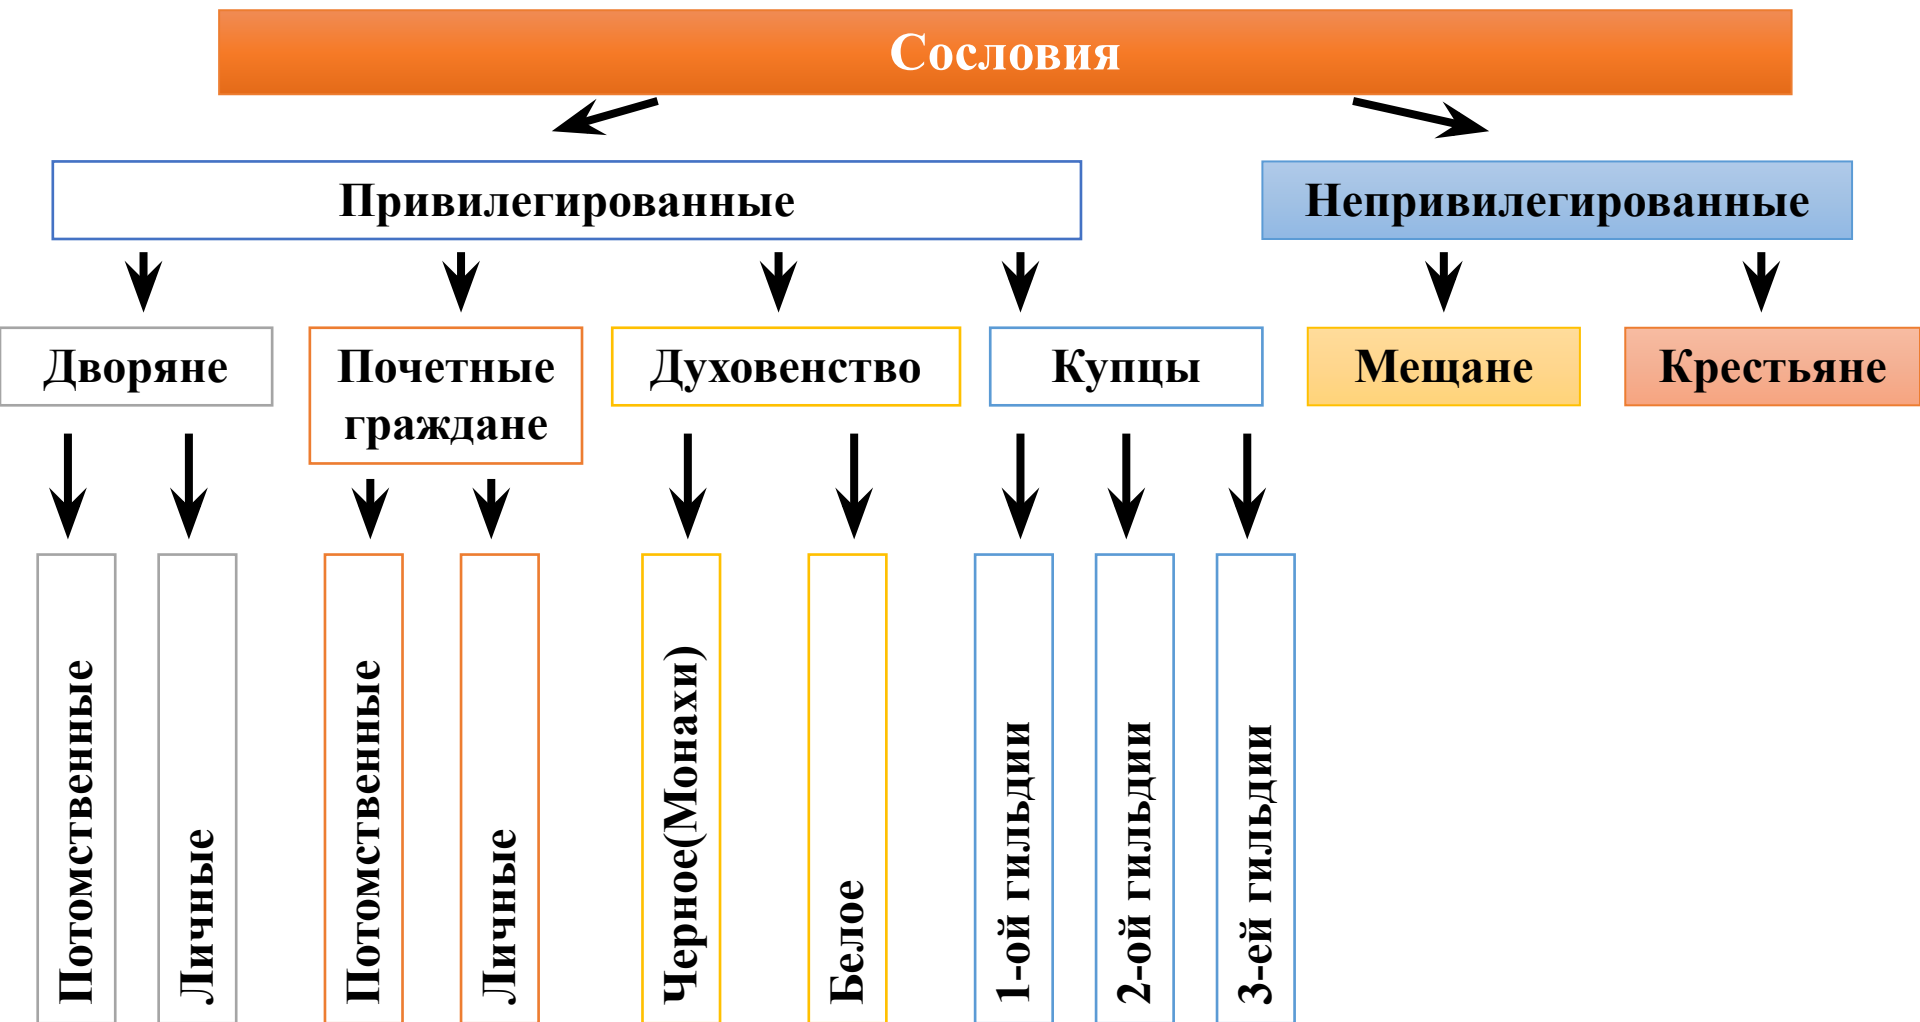 Сословия
Привилегированные
Непривилегированные
Дворяне
Почетные
граждане
Духовенство
Купцы
Мещане
Крестьяне
Потомственные
Личные
Потомственные
Личные
Черное(Монахи)
Белое
1-ой гильдии
2-ой гильдии
3-ей гильдии